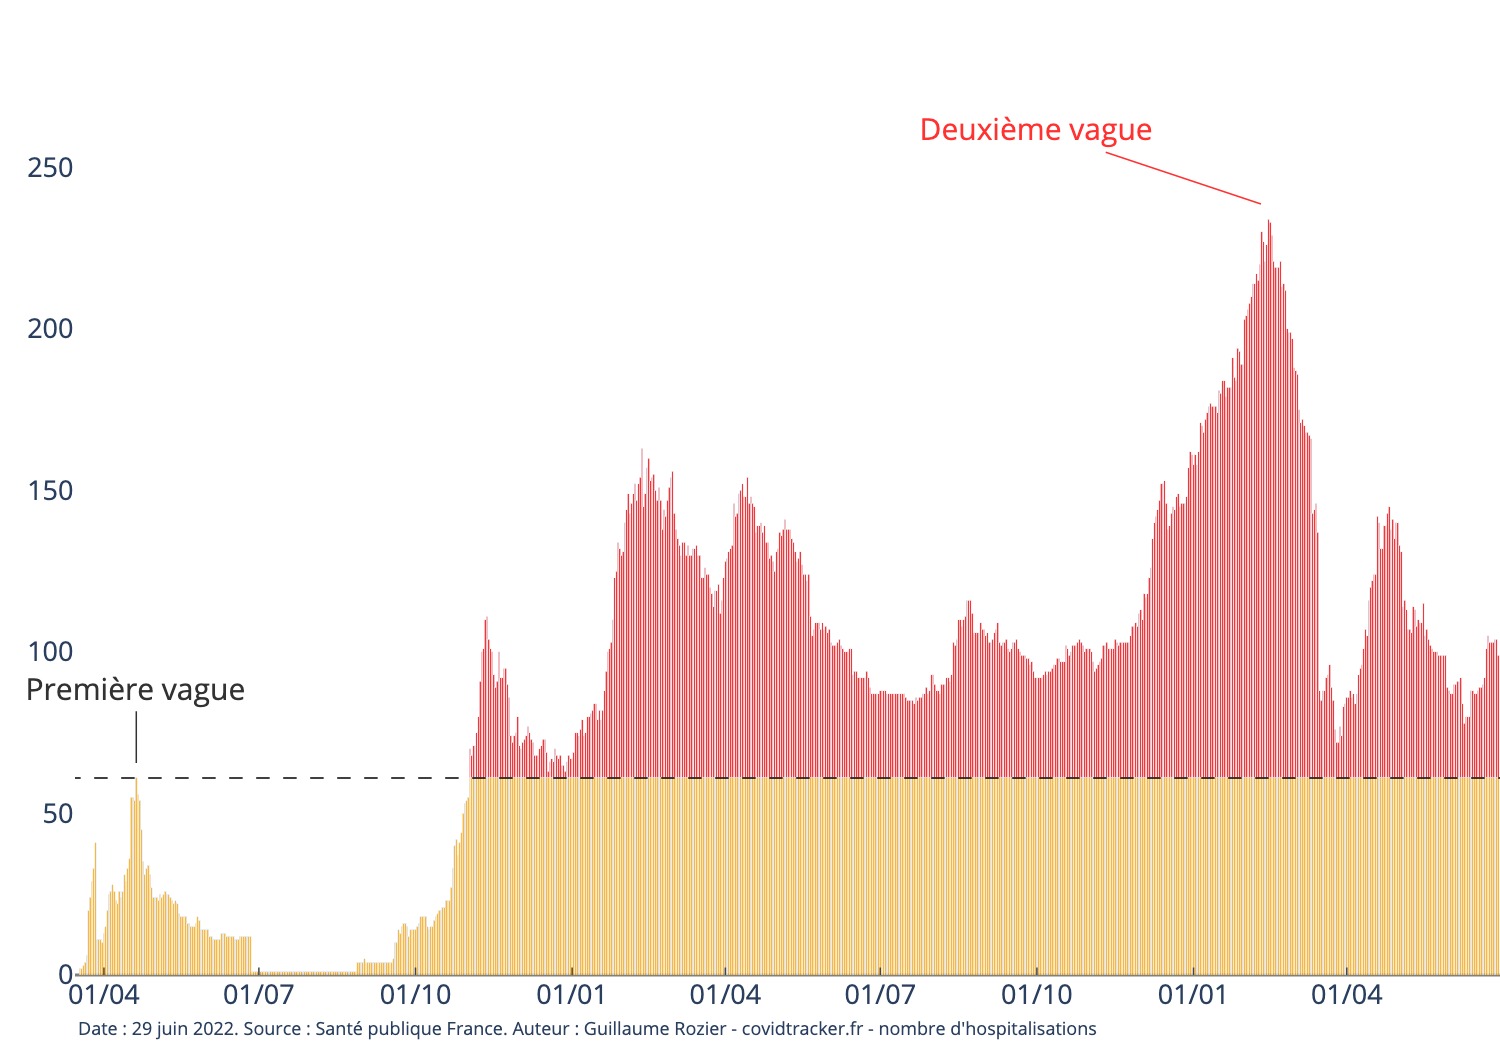 Deuxième vague
250
200
150
100
Première vague
50
0
01/04 01/07 01/10 01/01 01/04 01/07 01/10 01/01 01/04
Date : 29 juin 2022. Source : Santé publique France. Auteur : Guillaume Rozier - covidtracker.fr - nombre d'hospitalisations